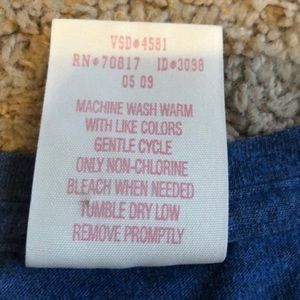 VSD#4581
RN#70817 ID#3098
05 09
MACHINE WASH WARM
WITH LIKE COLORS
GENTLE CYCLE
ONLY NON-CHLORINE
BLEACH WHEN NEEDED
TUMBLE DRY LOW
REMOVE PROMPTLY